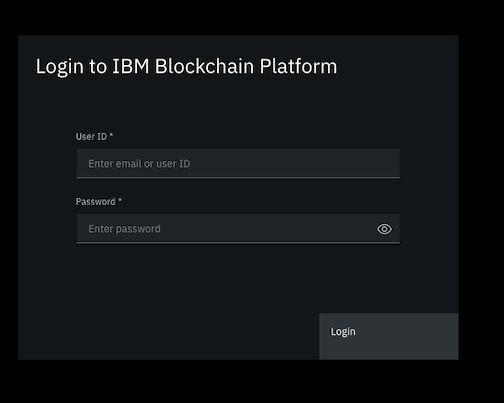 Login to IBM Blockchain Platform
User ID *
Enter email or user ID
Password *
Enter password
Login